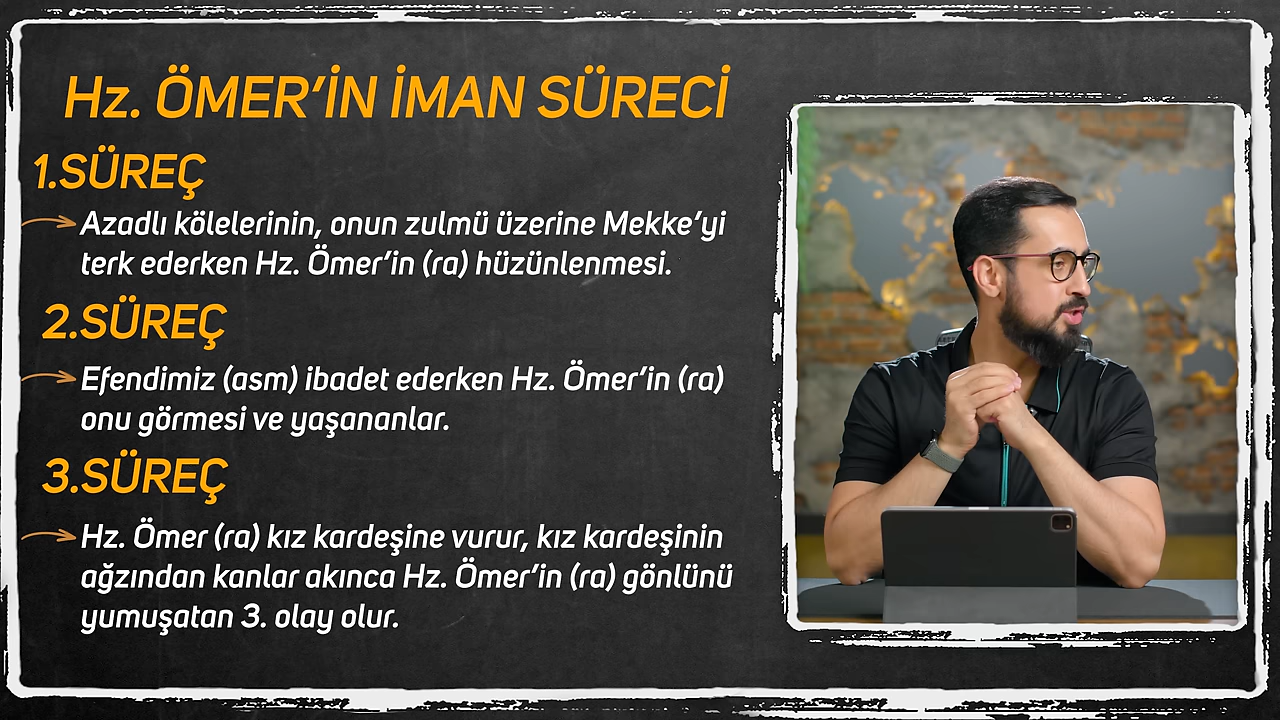 Hz. ÖMER’İN İMAN SÜRECİ
1.SÜREÇ
Azadlı kölelerinin, onun zulmü üzerine Mekke’yi
terk ederken Hz. Ömer’in (ra) hüzünlenmesi.
2.SÜREÇ
Efendimiz (asm) ibadet ederken Hz. Ömer’in (ra)
onu görmesi ve yaşananlar.
3.SÜREÇ
Hz. Ömer (ra) kız kardeşine vurur, kız kardeşinin
ağzından kanlar akınca Hz. Ömer’in (ra) gönlünü
yumuşatan 3. olay olur.